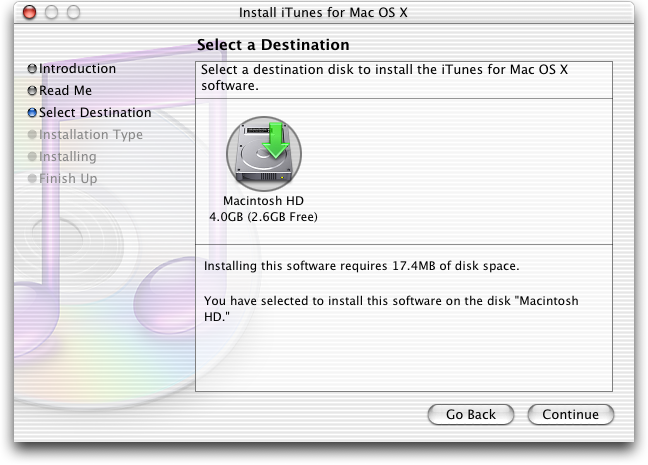 Install iTunes for Mac OS X
Select a Destination
Introduction
Read Me
Select Destination
Installation Type
Installing
Finish Up
Select a destination disk to install the iTunes for Mac OS X
software.
Macintosh HD
4.0GB (2.6GB Free)
Installing this software requires 17.4MB of disk space.
You have selected to install this software on the disk "Macintosh
HD."
Go Back
Continue